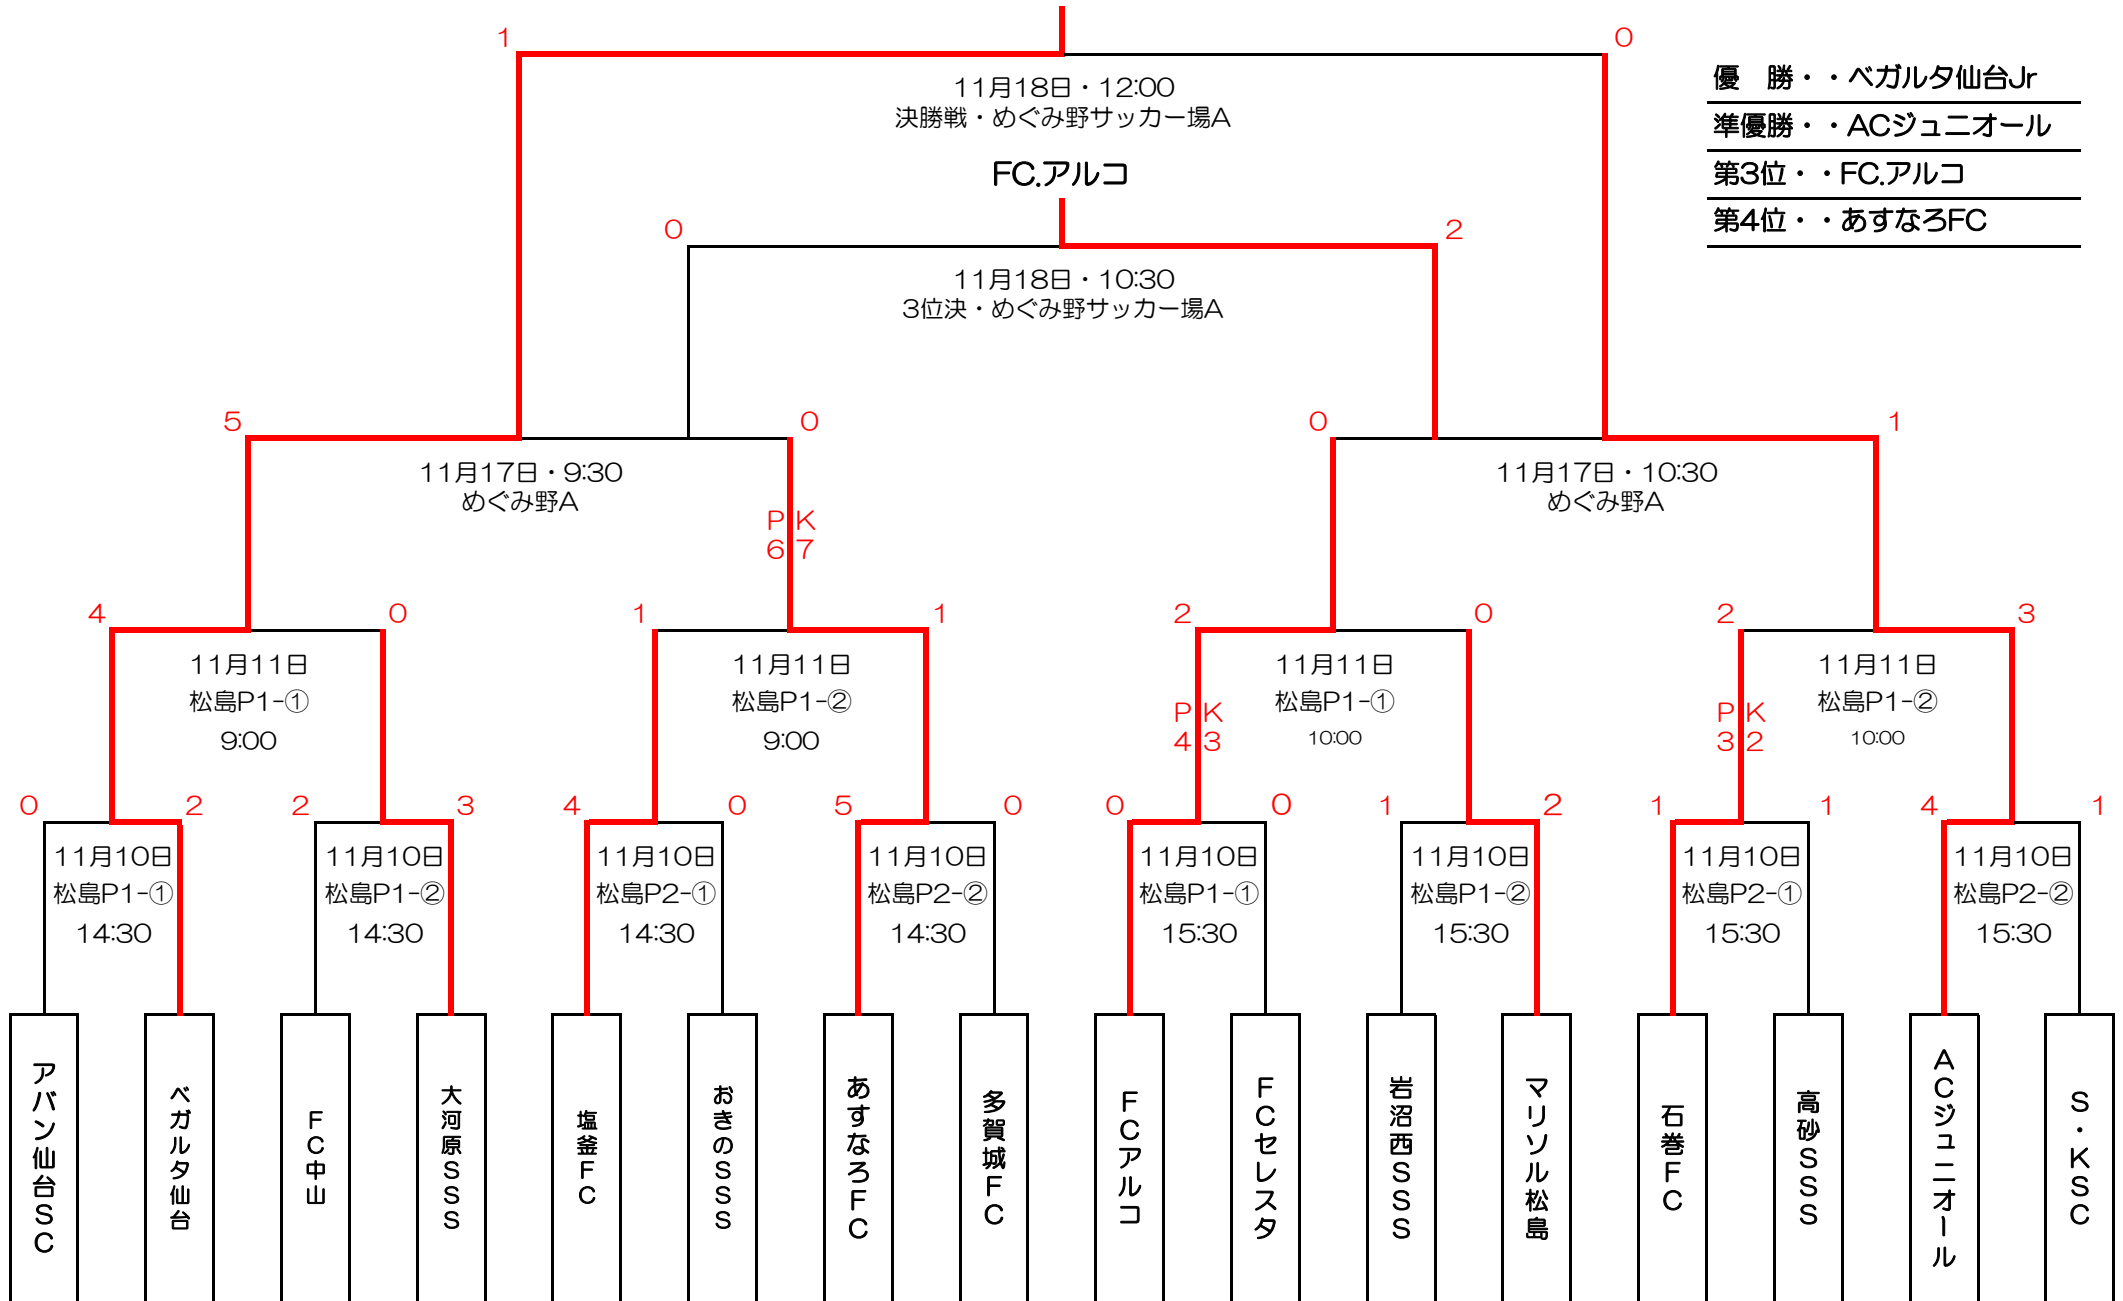 1
0
優　勝・・ベガルタ仙台Jr
準優勝・・ACジュニオール
第3位・・FC.アルコ
第4位・・あすなろFC
11月18日・12:00
決勝戦・めぐみ野サッカー場A
FC.アルコ
0
2
11月18日・10:30
3位決・めぐみ野サッカー場A
5
0
0
1
11月17日・9:30
めぐみ野A
11月17日・10:30
めぐみ野A
PK
6 7
4
0
1
1
2
0
2
3
11月11日
松島P1-①
9:00
11月11日
松島P1-②
9:00
PK
4 3
11月11日
松島P1-①
10:00
PK
3 2
11月11日
松島P1-②
10:00
0
2
2
3
4
0
5
0
0
0
1
2
1
1
4
1
11月10日
松島P1-①
14:30
11月10日
松島P1-②
14:30
11月10日
松島P2-①
14:30
11月10日
松島P2-②
14:30
11月10日
松島P1-①
15:30
11月10日
松島P1-②
15:30
11月10日
松島P2-①
15:30
11月10日
松島P2-②
15:30
アバン仙台SC
ベガルタ仙台
FC中山
大河原SSS
塩釜FC
おきのSSS
あすなろFC
多賀城FC
FCアルコ
FCセレスタ
岩沼西SSS
マリソル松島
石巻FC
高砂SSS
ACジュニオール
S・KSC